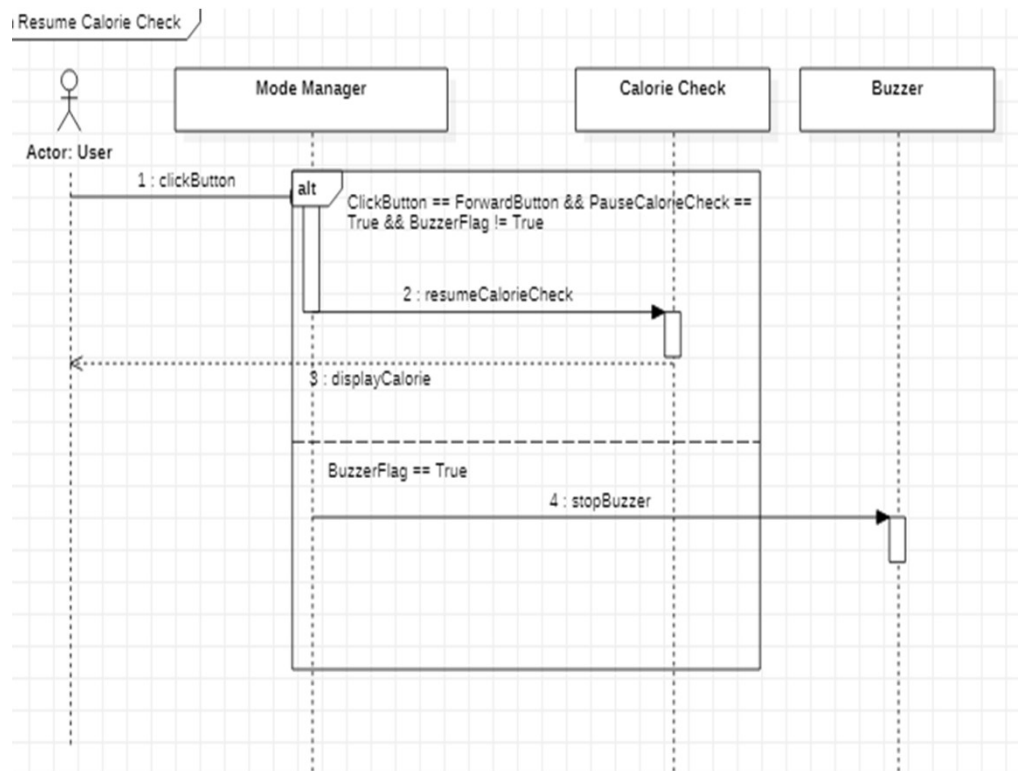 Resume Calorie Check
Mode Manager
Calorie Check
Buzzer
Actor: User
1 : clickButton
alt
ClickButton == ForwardButton && PauseCalorieCheck ==
True && BuzzerFlag != True
2 : resumeCalorieCheck
3 : displayCalorie
BuzzerFlag == True
4 : stopBuzzer